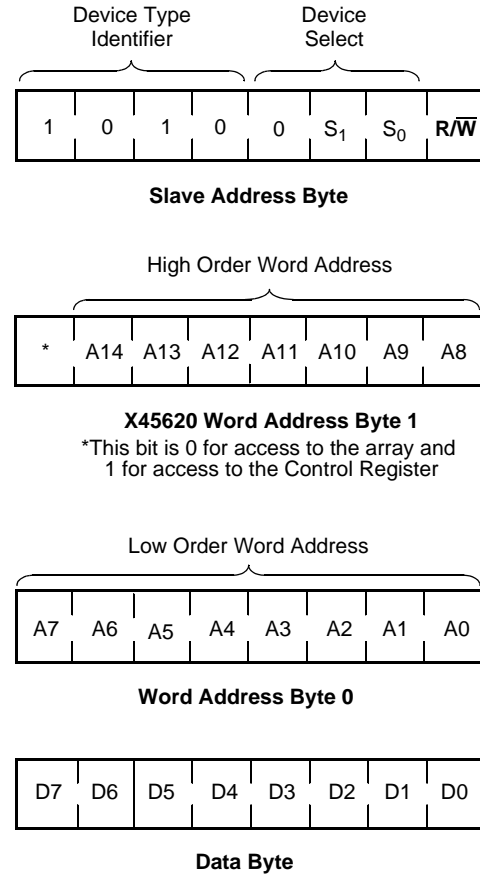 Device Type Device
Identifier Select
1 0 1 0 0 S1 S0 R/W̅
Slave Address Byte
High Order Word Address
* A14 A13 A12 A11 A10 A9 A8
X45620 Word Address Byte 1
*This bit is 0 for access to the array and
1 for access to the Control Register
Low Order Word Address
A7 A6 A5 A4 A3 A2 A1 A0
Word Address Byte 0
D7 D6 D5 D4 D3 D2 D1 D0
Data Byte